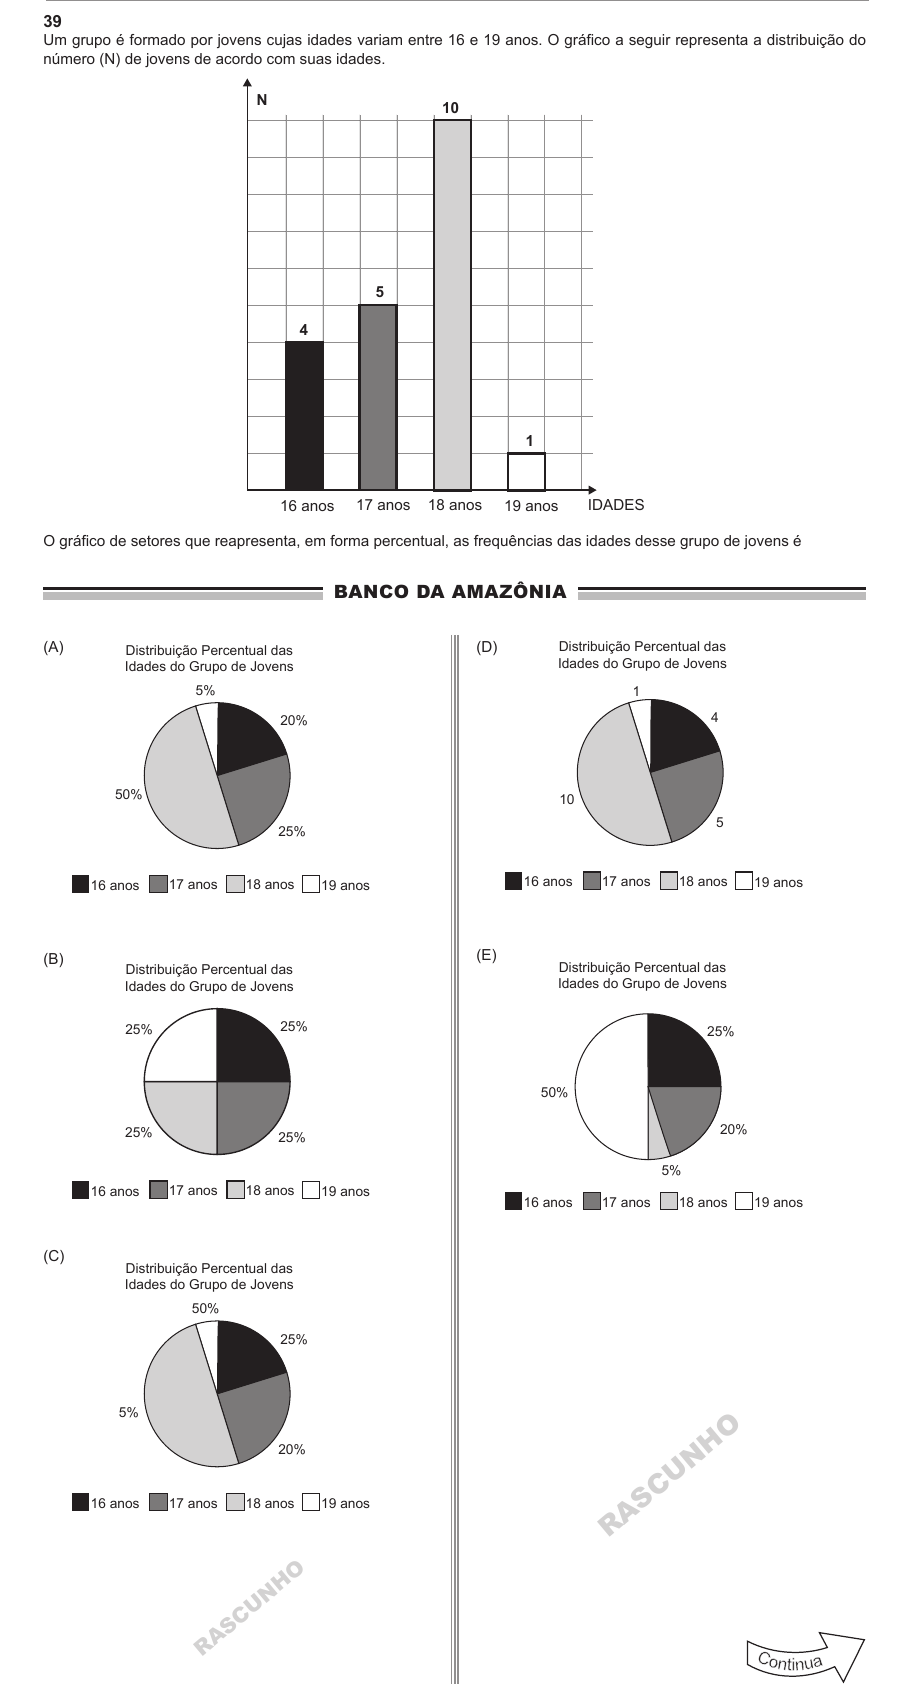 39
Um grupo é formado por jovens cujas idades variam entre 16 e 19 anos. O gráfico a seguir representa a distribuição do
número (N) de jovens de acordo com suas idades.
N
10
5
4
1
16 anos 17 anos 18 anos 19 anos IDADES
O gráfico de setores que reapresenta, em forma percentual, as frequências das idades desse grupo de jovens é
BANCO DA AMAZÔNIA
(A)
Distribuição Percentual das
Idades do Grupo de Jovens
5%
20%
50%
25%
16 anos 17 anos 18 anos 19 anos
(B)
Distribuição Percentual das
Idades do Grupo de Jovens
25%
25%
25%
25%
16 anos 17 anos 18 anos 19 anos
(C)
Distribuição Percentual das
Idades do Grupo de Jovens
50%
25%
5%
20%
16 anos 17 anos 18 anos 19 anos
RASCUNHO
(D)
Distribuição Percentual das
Idades do Grupo de Jovens
1
4
10
5
16 anos 17 anos 18 anos 19 anos
(E)
Distribuição Percentual das
Idades do Grupo de Jovens
25%
50%
20%
5%
16 anos 17 anos 18 anos 19 anos
RASCUNHO
Continua